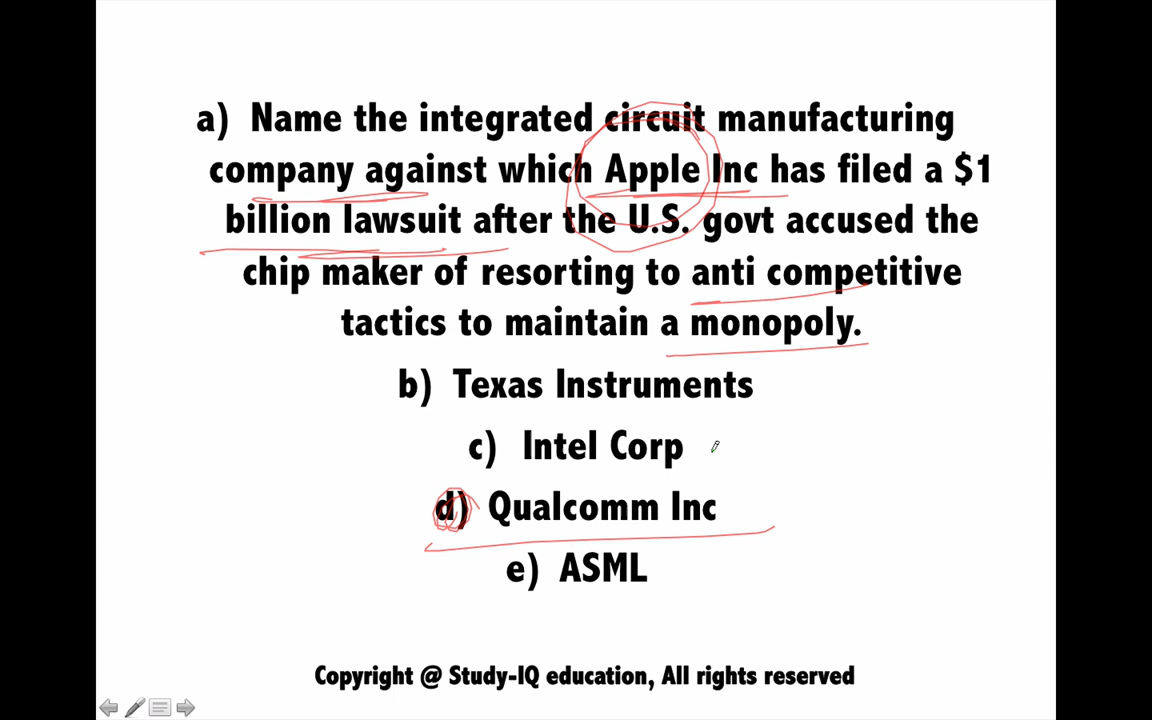 a) Name the integrated circuit manufacturing
company against which Apple Inc has filed a $1
billion lawsuit after the U.S. govt accused the
chip maker of resorting to anti competitive
tactics to maintain a monopoly.
b) Texas Instruments
c) Intel Corp
d) Qualcomm Inc
e) ASML
Copyright @ Study-IQ education, All rights reserved